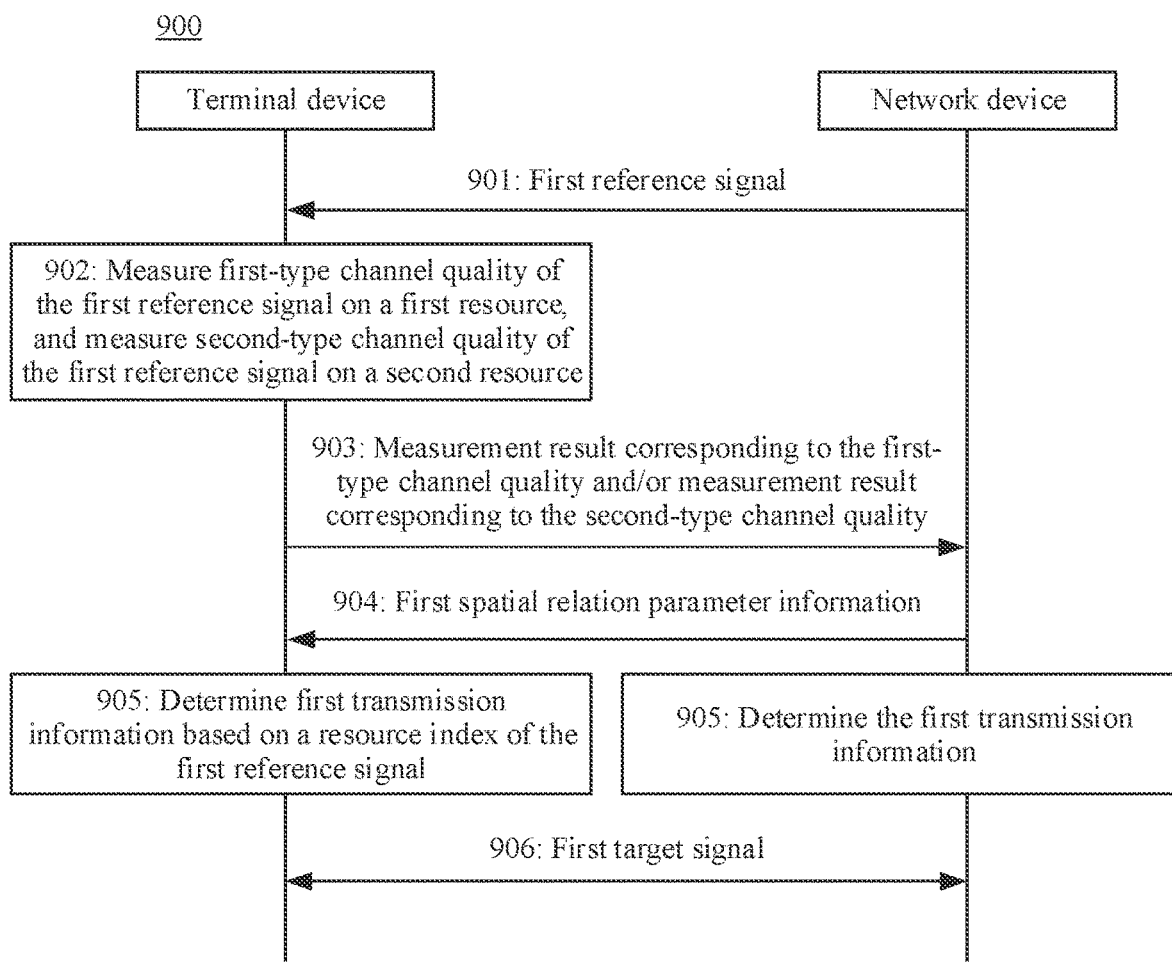 900
Terminal device
Network device
901: First reference signal
902: Measure first-type channel quality of
the first reference signal on a first resource,
and measure second-type channel quality of
the first reference signal on a second resource
903: Measurement result corresponding to the first-
type channel quality and/or measurement result
corresponding to the second-type channel quality
904: First spatial relation parameter information
905: Determine first transmission
information based on a resource index of the
first reference signal
905: Determine the first transmission
information
906: First target signal